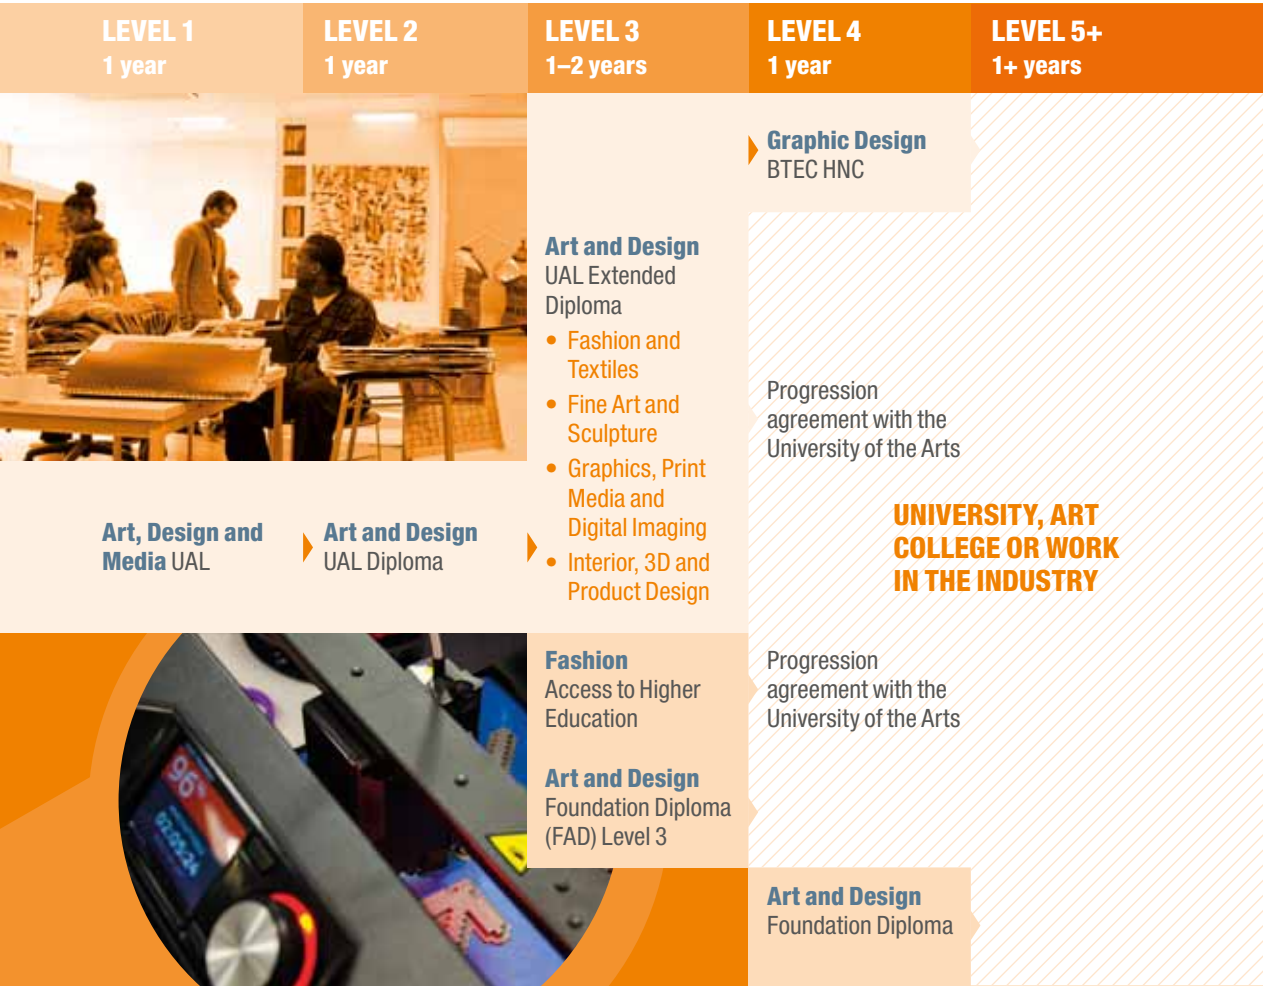 LEVEL 1
1 year
LEVEL 2
1 year
LEVEL 3
1–2 years
LEVEL 4
1 year
LEVEL 5+
1+ years
Graphic Design
BTEC HNC
Art and Design
UAL Extended
Diploma
• Fashion and
Textiles
• Fine Art and
Sculpture
• Graphics, Print
Media and
Digital Imaging
• Interior, 3D and
Product Design
Progression
agreement with the
University of the Arts
Art, Design and
Media UAL
Art and Design
UAL Diploma
UNIVERSITY, ART
COLLEGE OR WORK
IN THE INDUSTRY
Fashion
Access to Higher
Education
Progression
agreement with the
University of the Arts
Art and Design
Foundation Diploma
(FAD) Level 3
Art and Design
Foundation Diploma
96%
02:05:24